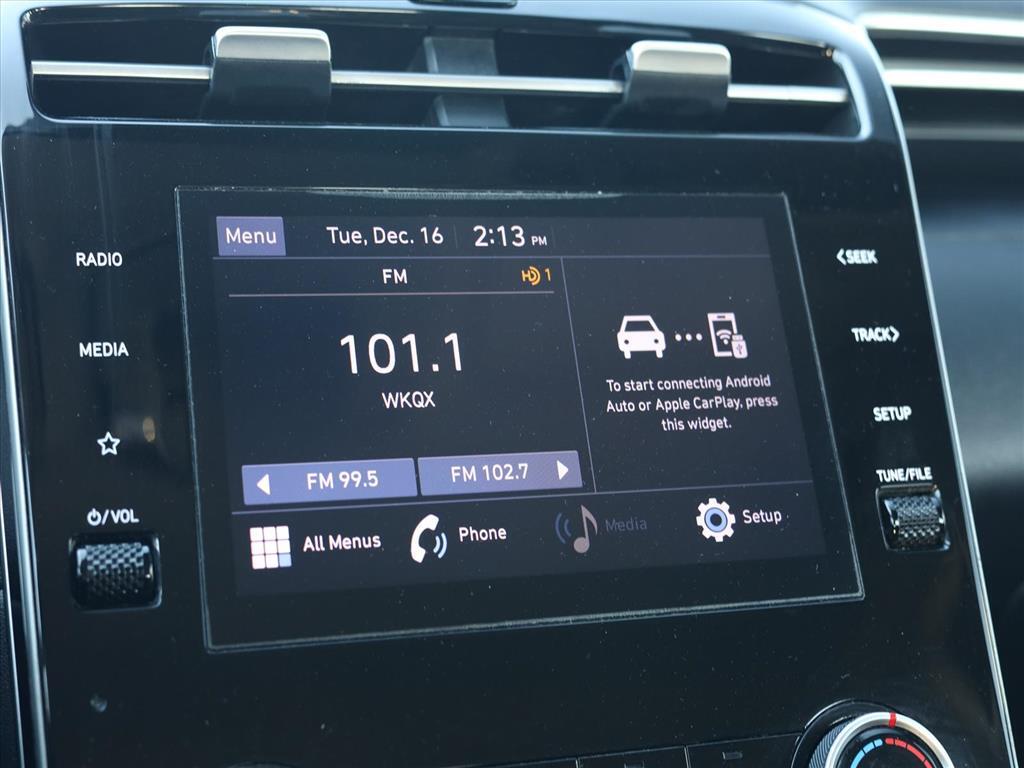 Menu Tue, Dec. 16 2:13 PM
FM HD 1
101.1
WKQX
FM 99.5 FM 102.7
To start connecting Android
Auto or Apple CarPlay, press
this widget.
All Menus Phone Media Setup
RADIO
MEDIA
/VOL
<SEEK
TRACK>
SETUP
TUNE/FILE